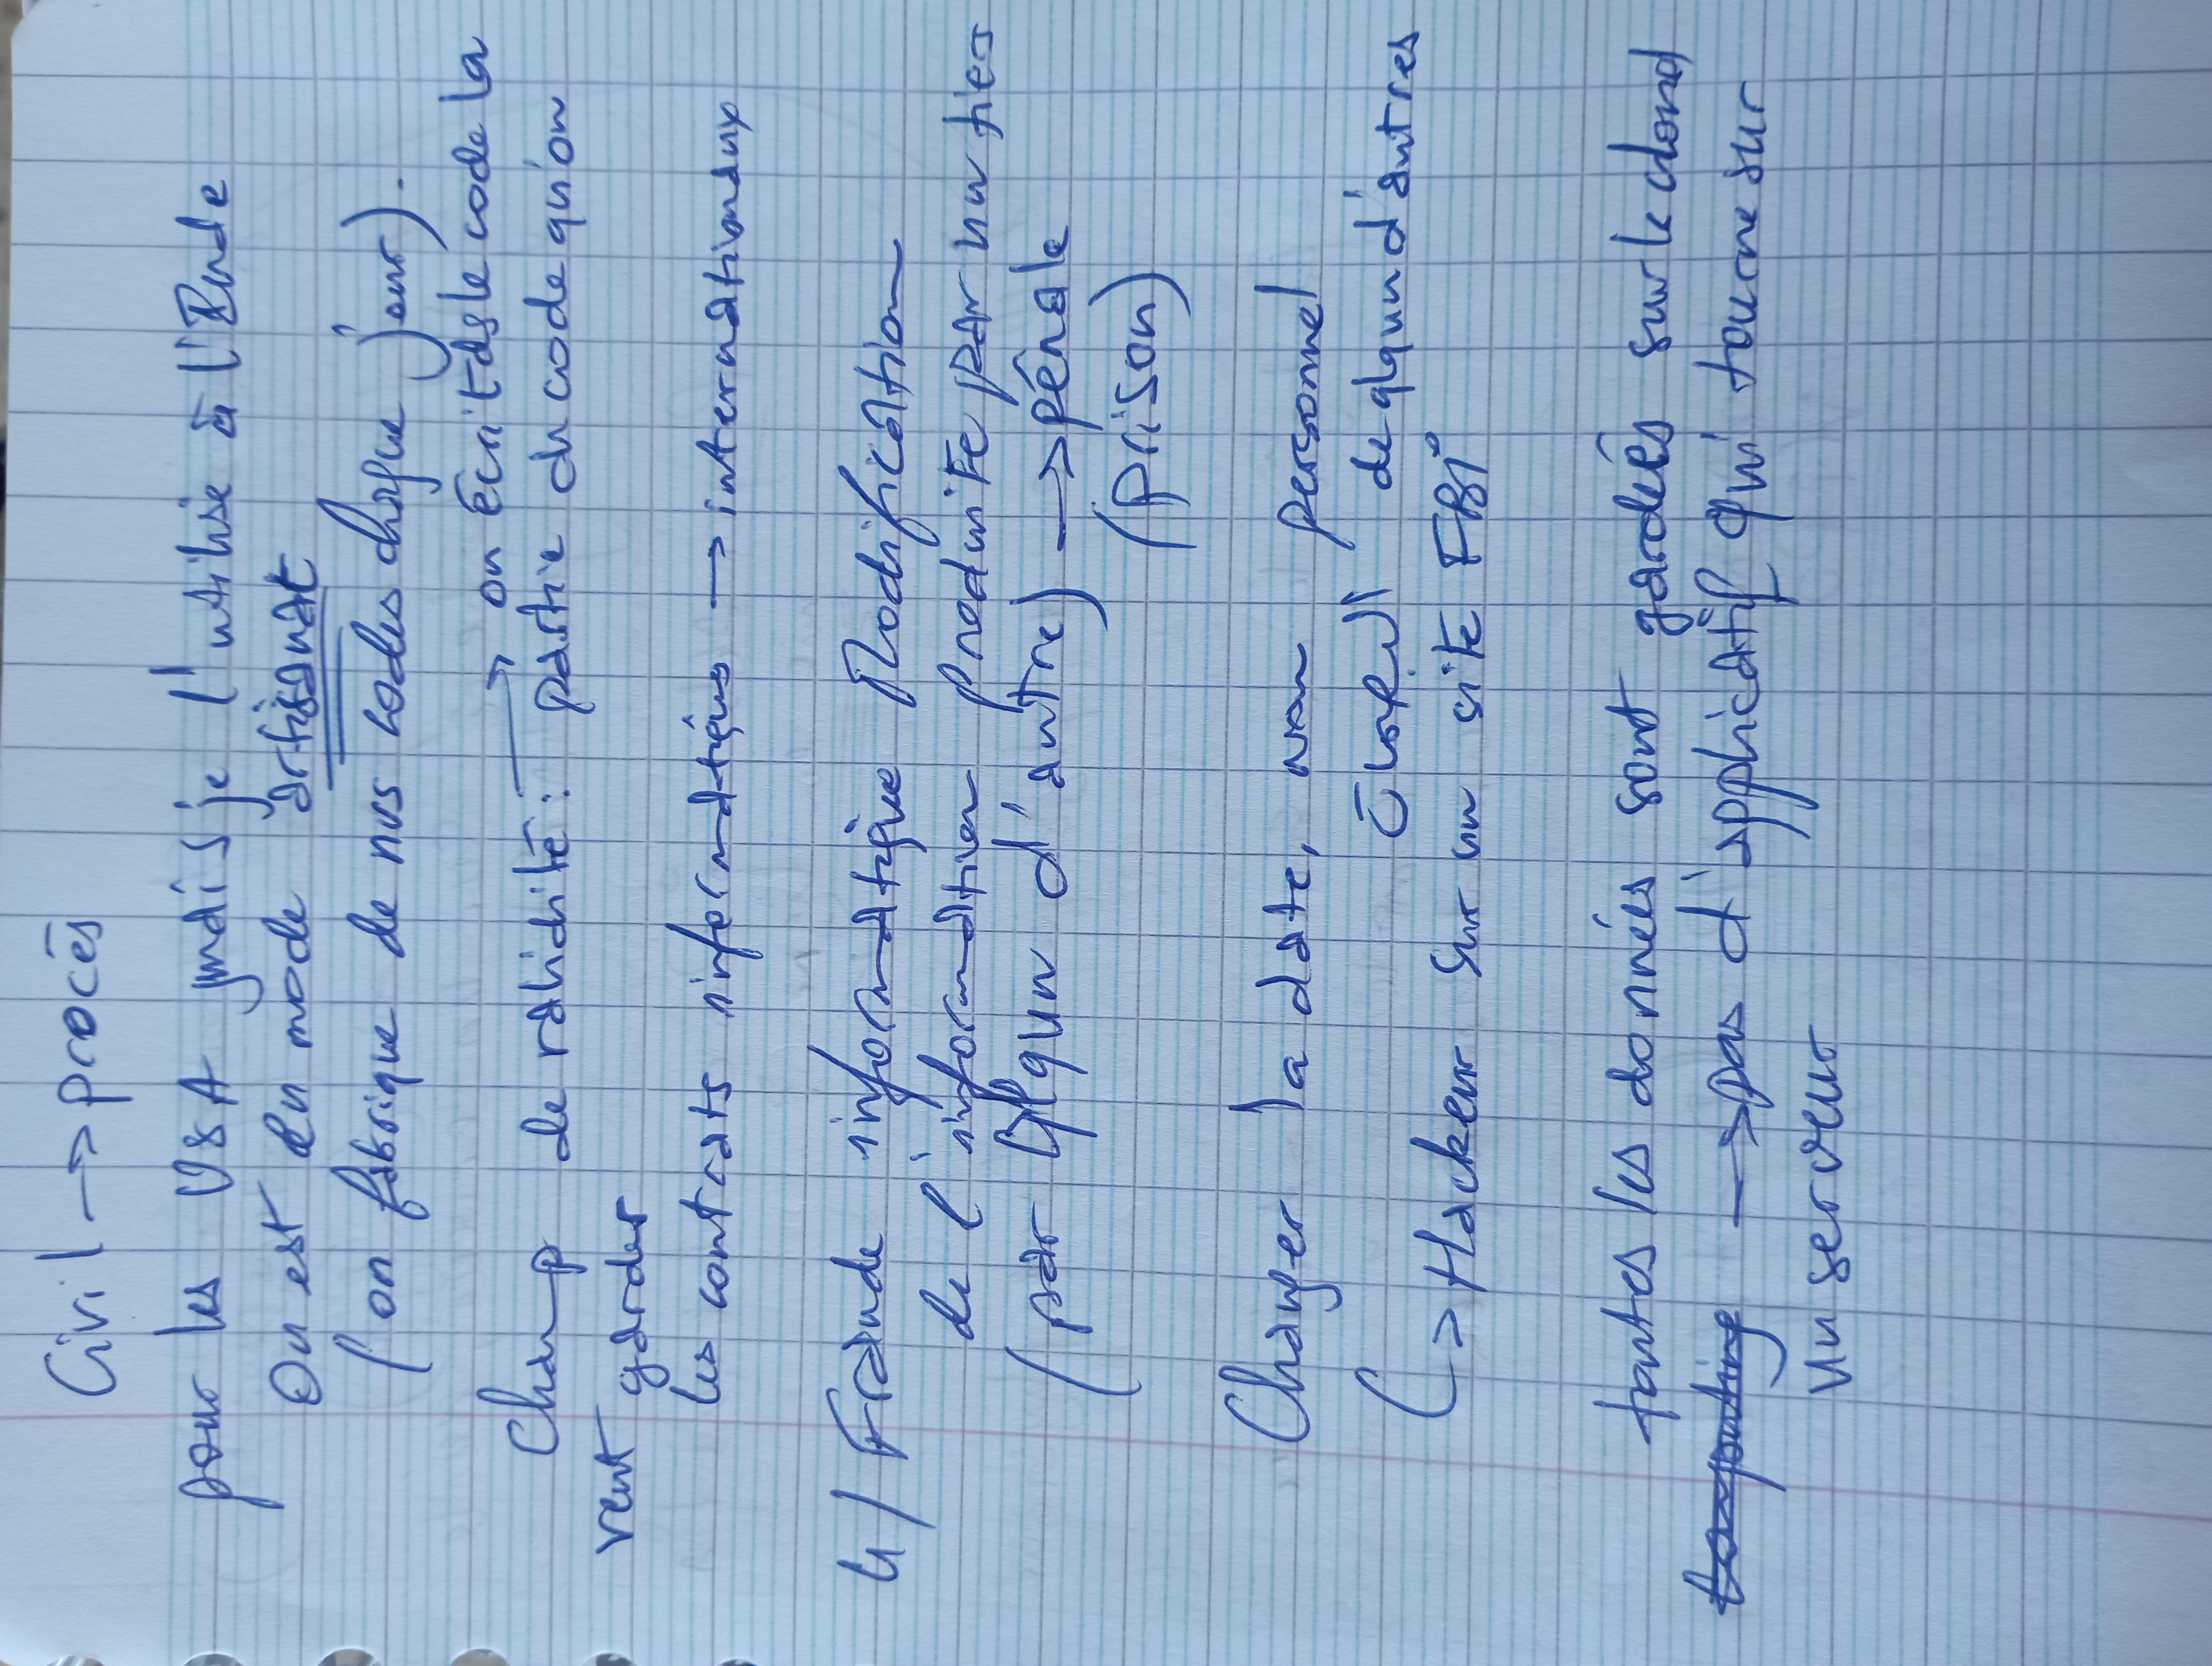 Civil → procès
pour les USA mais je l'utilise à l'Inde
On est en mode artisanat
(on fabrique de nos codes chaque jour).
→ on écrit ds le code la
Champ de validité : partie du code qu'on
veut garder
les contrats informatiques → internationaux
4/ Fraude informatique Modification
de l'information produite par un tiers
(par qlqun d'autre) → pénale
(prison)
Changer la date, nom personnel
de qlqun d'autres
↳ Hackeur sur un site FBI
toutes les données sont gardées sur le cloud
computing → pas d'applicatif qui tourne sur
un serveur